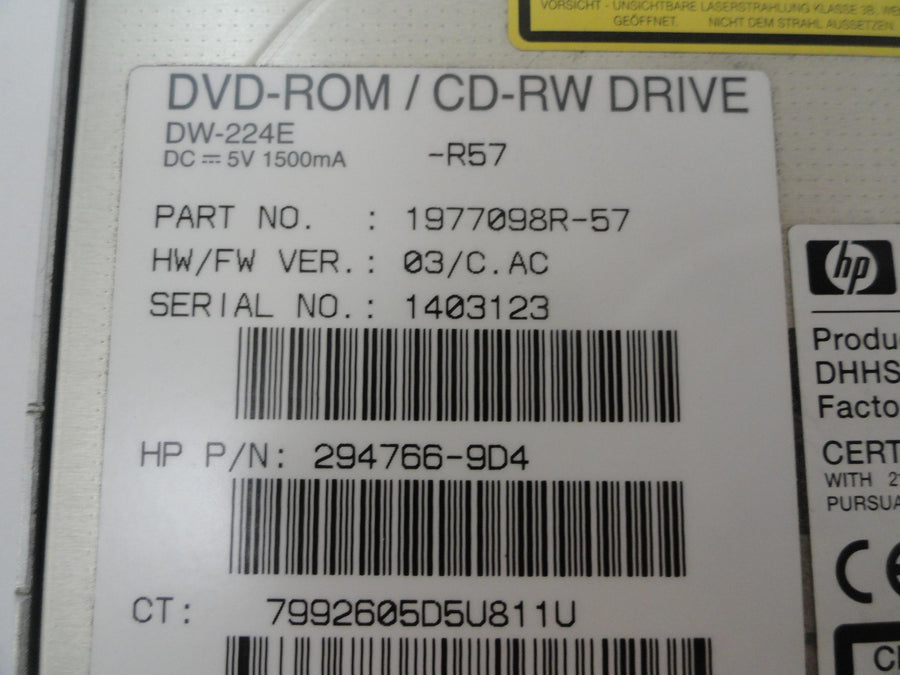 VORSICHT - UNSICHTBARE LASERSTRAHLUNG KLASSE 3B,
GEÖFFNET. NICHT DEM STRAHL AUSSETZEN.
DVD-ROM / CD-RW DRIVE
DW-224E
DC ⎓ 5V 1500mA -R57
PART NO. : 1977098R-57
HW/FW VER.: 03/C.AC
SERIAL NO.: 1403123
HP P/N: 294766-9D4
CT: 7992605D5U811U
hp
Produ
DHHS
Facto
CERT
WITH 2
PURSUA
CE